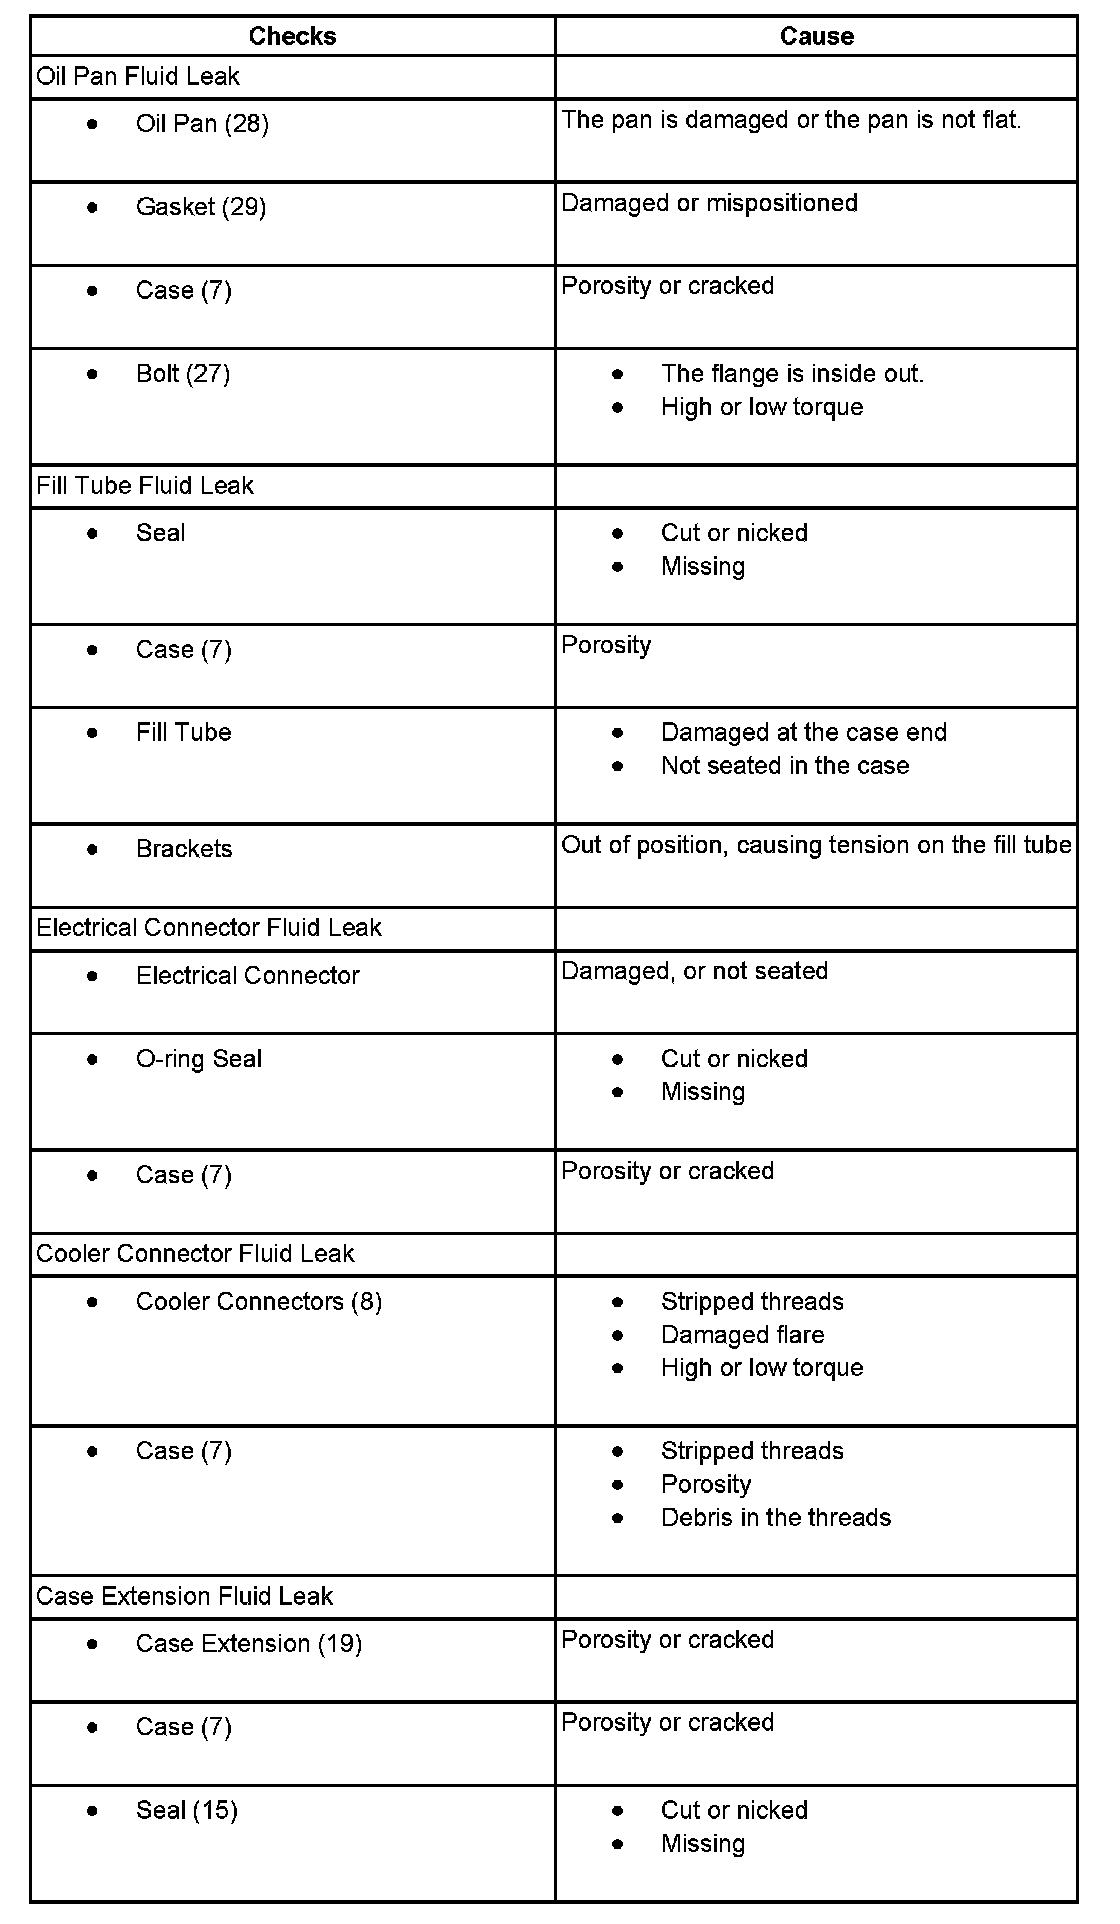 Checks Cause
Oil Pan Fluid Leak
• Oil Pan (28) The pan is damaged or the pan is not flat.
• Gasket (29) Damaged or mispositioned
• Case (7) Porosity or cracked
• Bolt (27) • The flange is inside out.
• High or low torque
Fill Tube Fluid Leak
• Seal • Cut or nicked
• Missing
• Case (7) Porosity
• Fill Tube • Damaged at the case end
• Not seated in the case
• Brackets Out of position, causing tension on the fill tube
Electrical Connector Fluid Leak
• Electrical Connector Damaged, or not seated
• O-ring Seal • Cut or nicked
• Missing
• Case (7) Porosity or cracked
Cooler Connector Fluid Leak
• Cooler Connectors (8) • Stripped threads
• Damaged flare
• High or low torque
• Case (7) • Stripped threads
• Porosity
• Debris in the threads
Case Extension Fluid Leak
• Case Extension (19) Porosity or cracked
• Case (7) Porosity or cracked
• Seal (15) • Cut or nicked
• Missing